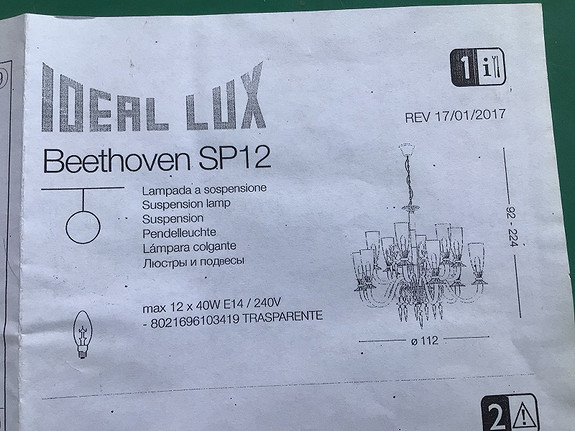 IDEAL LUX
1 i
REV 17/01/2017
Beethoven SP12
Lampada a sospensione
Suspension lamp
Suspension
Pendelleuchte
Lámpara colgante
Люстры и подвесы
92 - 224
max 12 x 40W E14 / 240V
- 8021696103419 TRASPARENTE
ø 112
2